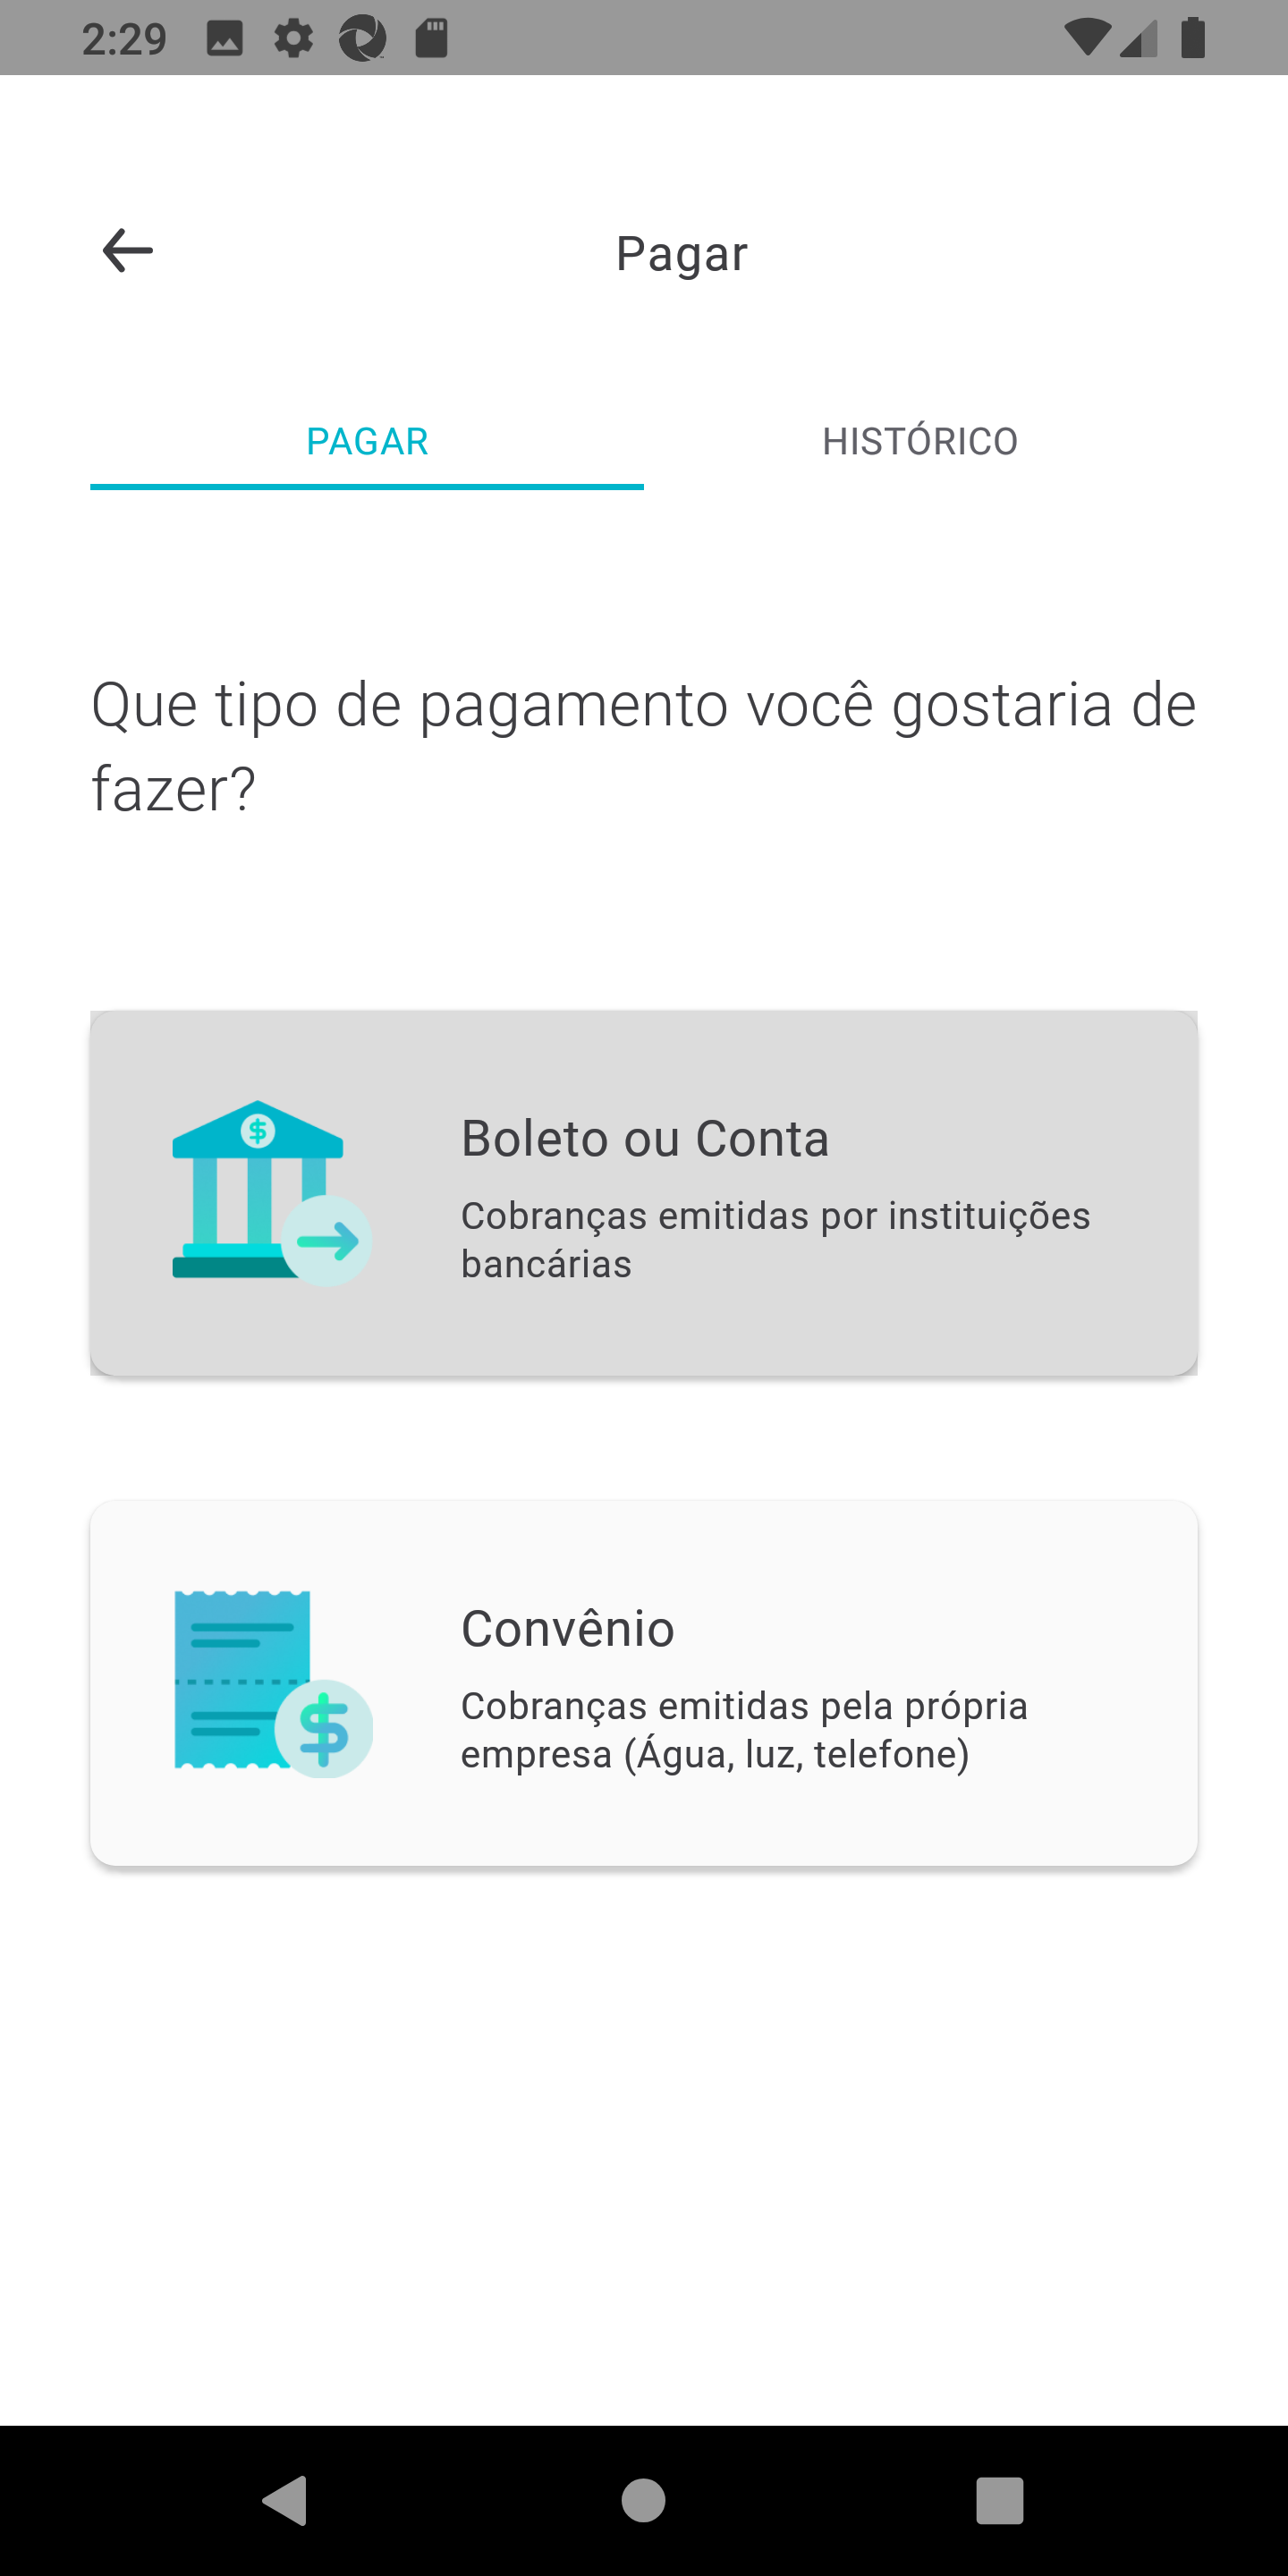 2:29
Pagar
PAGAR
HISTÓRICO
Que tipo de pagamento você gostaria de
fazer?
Boleto ou Conta
Cobranças emitidas por instituições
bancárias
Convênio
Cobranças emitidas pela própria
empresa (Água, luz, telefone)